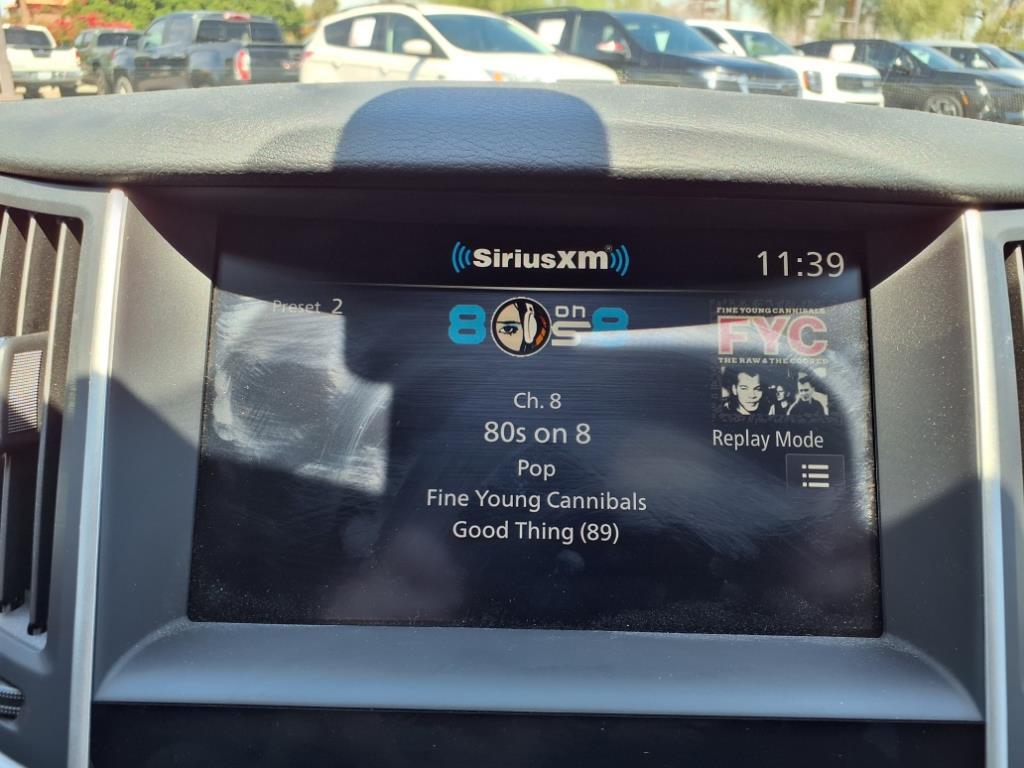 SiriusXM
11:39
Preset 2
80s on 8
FINE YOUNG CANNIBALS
FYC
THE RAW & THE COOKED
Ch. 8
80s on 8
Replay Mode
Pop
Fine Young Cannibals
Good Thing (89)